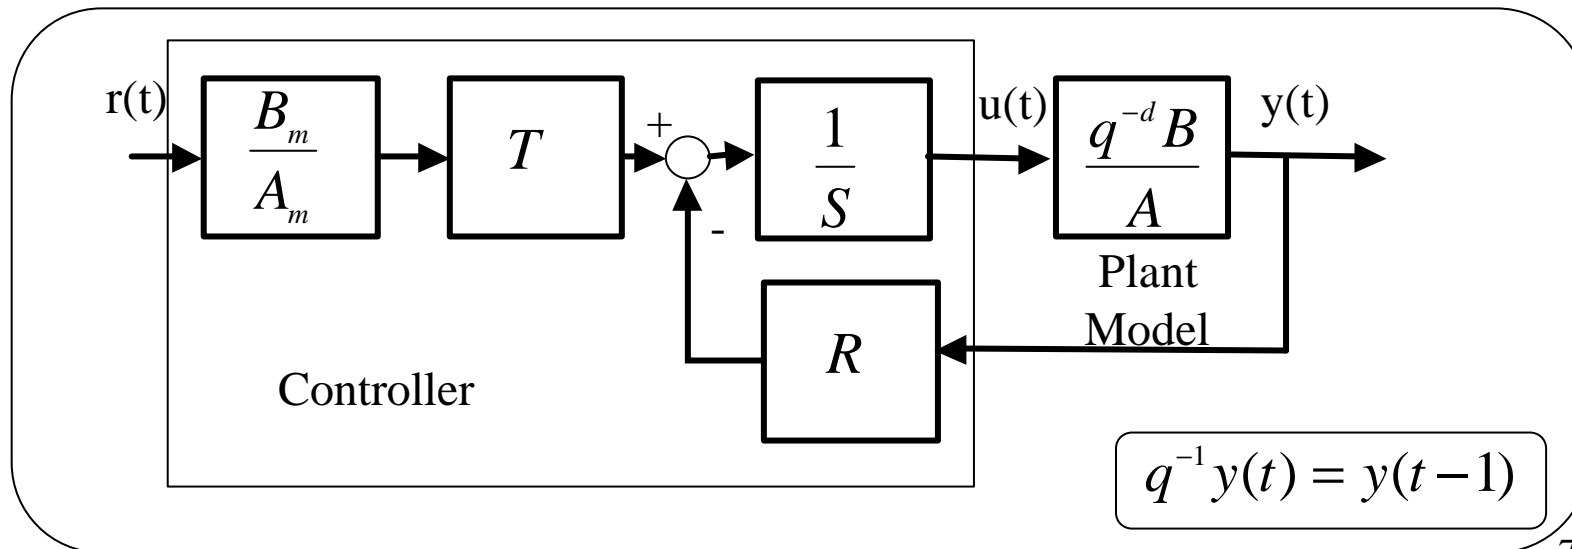 r(t)
B_m
A_m
T
+
-
1
S
u(t)
q^{-d} B
A
y(t)
Plant
Model
R
Controller
q^{-1} y(t) = y(t-1)